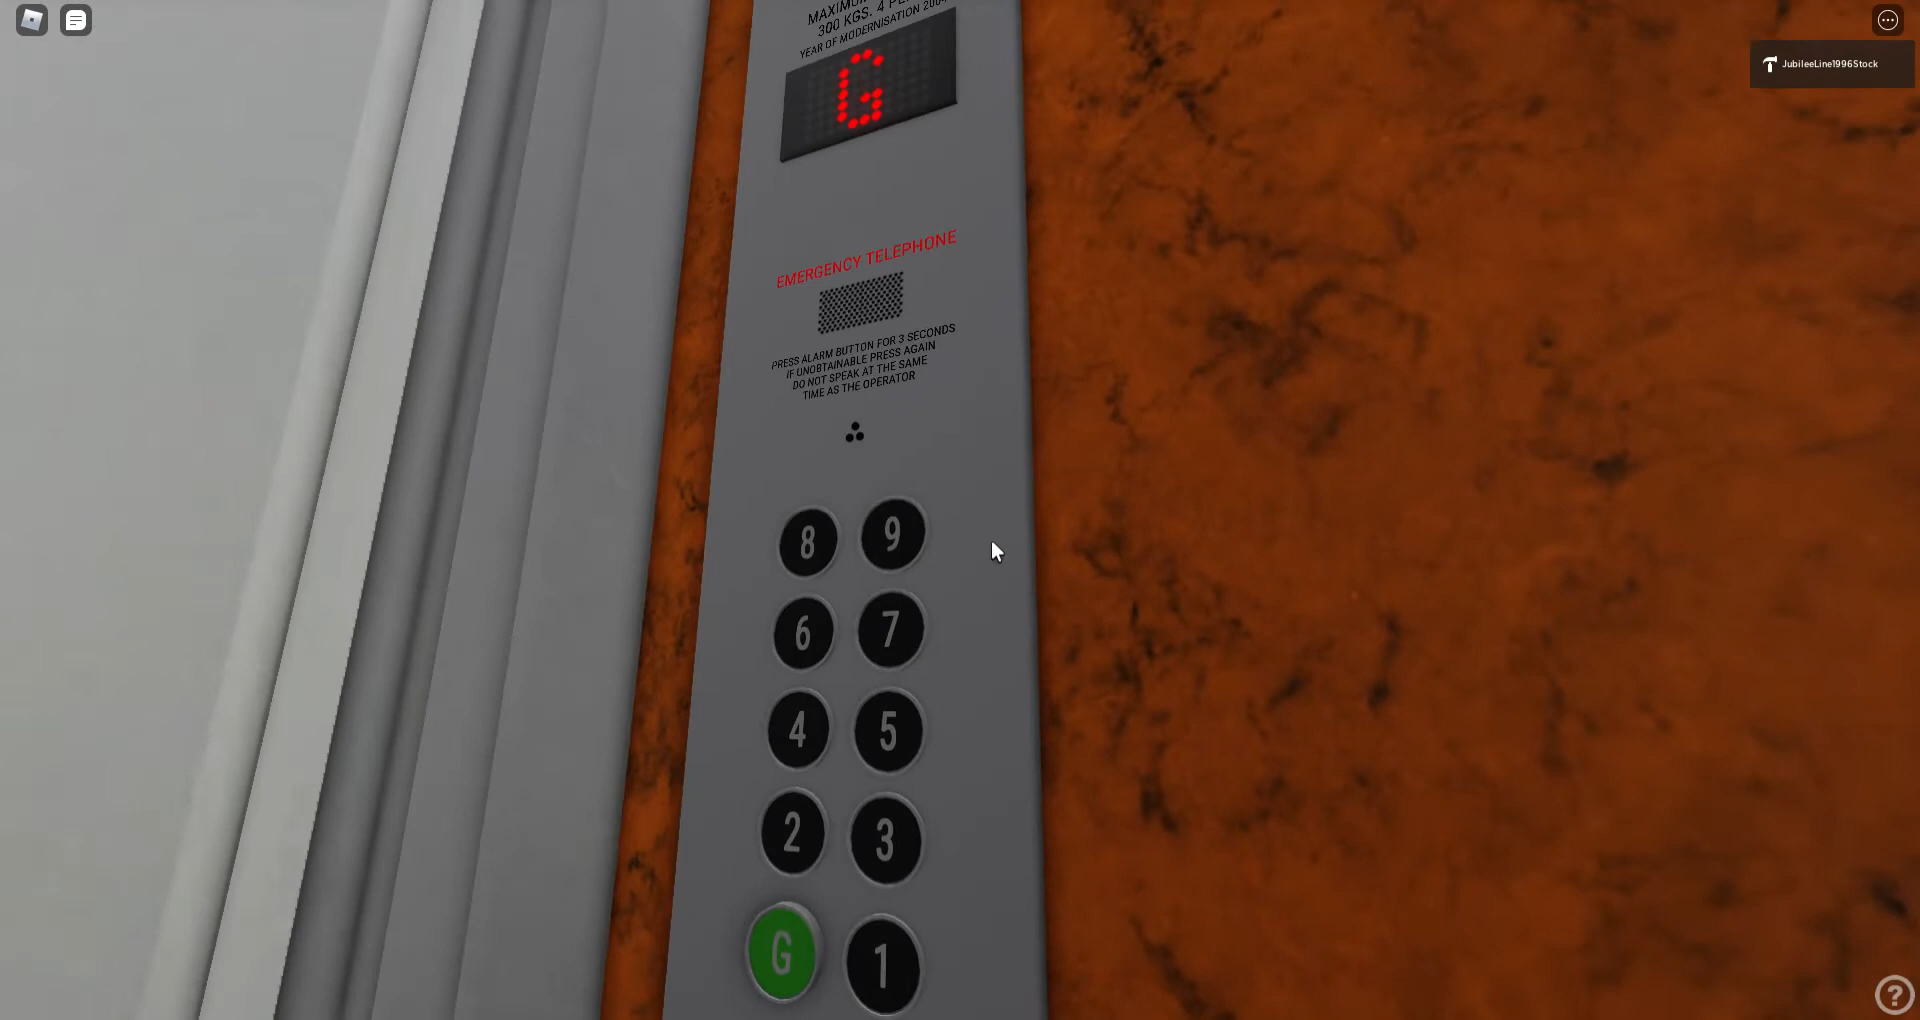 MAXIMUM
300 KGS. 4
YEAR OF MODERNISATION
G
JubileeLine1996Stock
EMERGENCY TELEPHONE
PRESS ALARM BUTTON FOR 3 SECONDS
IF UNOBTAINABLE PRESS AGAIN
DO NOT SPEAK AT THE SAME
TIME AS THE OPERATOR
8 9
6 7
4 5
2 3
G 1
?